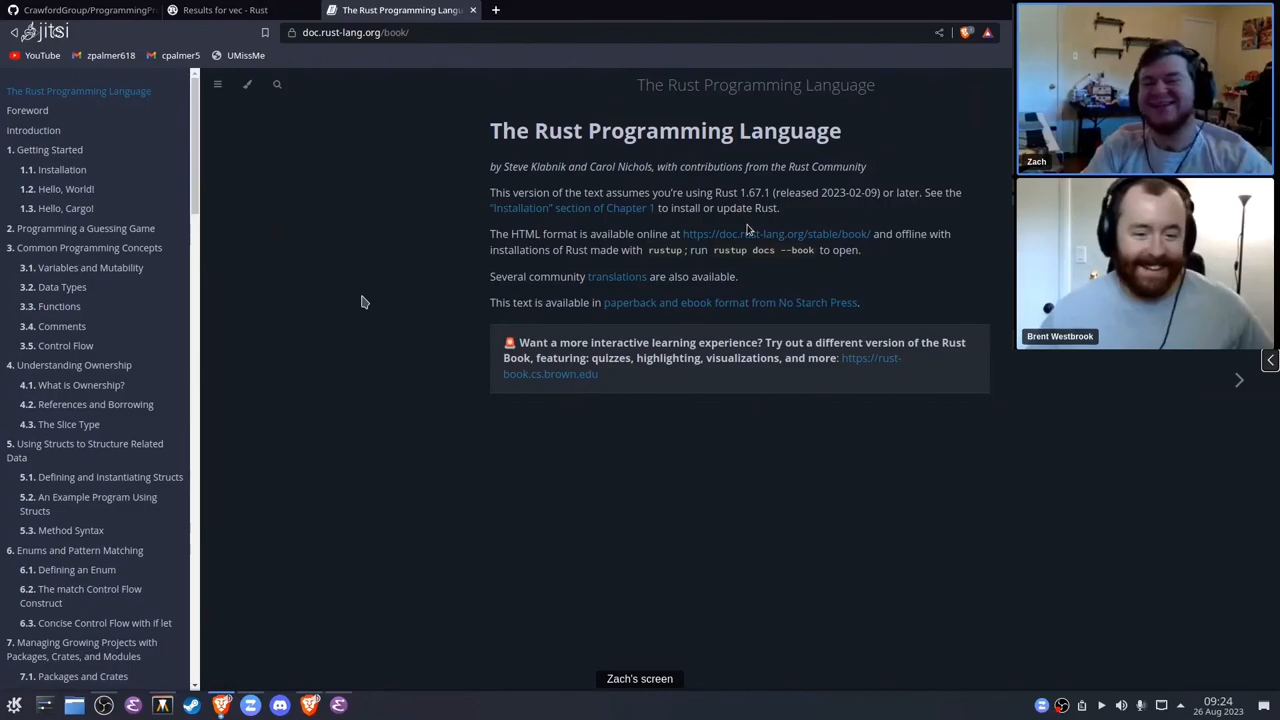 CrawfordGroup/ProgrammingPr
Results for vec - Rust
The Rust Programming Langu
jitsi
doc.rust-lang.org/book/
YouTube
zpalmer618
cpalmer5
UMissMe
The Rust Programming Language
Foreword
Introduction
1. Getting Started
1.1. Installation
1.2. Hello, World!
1.3. Hello, Cargo!
2. Programming a Guessing Game
3. Common Programming Concepts
3.1. Variables and Mutability
3.2. Data Types
3.3. Functions
3.4. Comments
3.5. Control Flow
4. Understanding Ownership
4.1. What is Ownership?
4.2. References and Borrowing
4.3. The Slice Type
5. Using Structs to Structure Related
Data
5.1. Defining and Instantiating Structs
5.2. An Example Program Using
Structs
5.3. Method Syntax
6. Enums and Pattern Matching
6.1. Defining an Enum
6.2. The match Control Flow
Construct
6.3. Concise Control Flow with if let
7. Managing Growing Projects with
Packages, Crates, and Modules
7.1. Packages and Crates
The Rust Programming Language
The Rust Programming Language
by Steve Klabnik and Carol Nichols, with contributions from the Rust Community
This version of the text assumes you're using Rust 1.67.1 (released 2023-02-09) or later. See the
"Installation" section of Chapter 1 to install or update Rust.
The HTML format is available online at https://doc.rust-lang.org/stable/book/ and offline with
installations of Rust made with rustup; run rustup docs --book to open.
Several community translations are also available.
This text is available in paperback and ebook format from No Starch Press.
🚨 Want a more interactive learning experience? Try out a different version of the Rust
Book, featuring: quizzes, highlighting, visualizations, and more: https://rust-
book.cs.brown.edu
Zach
Brent Westbrook
Zach's screen
09:24
26 Aug 2023